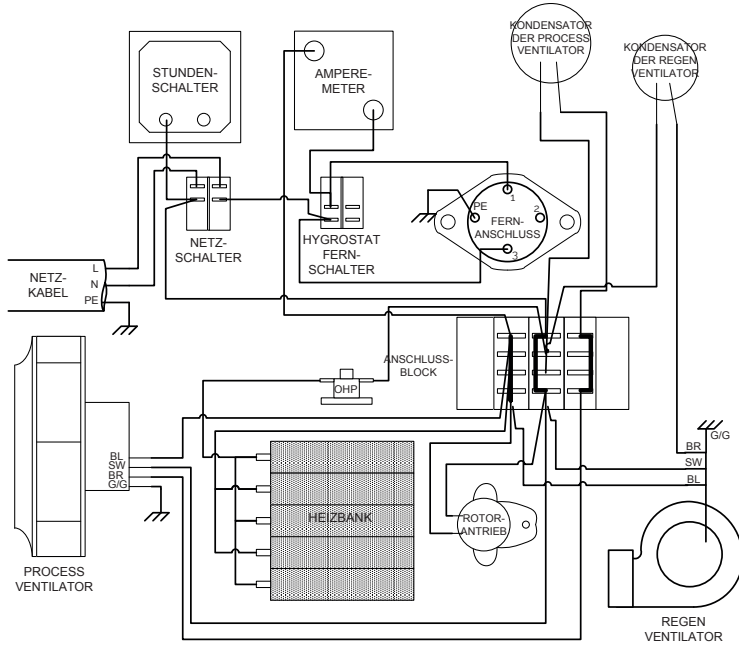 STUNDEN-
SCHALTER
AMPERE-
METER
KONDENSATOR
DER PROCESS
VENTILATOR
KONDENSATOR
DER REGEN
VENTILATOR
NETZ-
SCHALTER
HYGROSTAT
FERN-
SCHALTER
PE
1
2
FERN-
ANSCHLUSS
3
NETZ-
KABEL
L
N
PE
ANSCHLUSS-
BLOCK
OHP
BL
SW
BR
G/G
HEIZBANK
ROTOR-
ANTRIEB
G/G
BR
SW
BL
PROCESS
VENTILATOR
REGEN
VENTILATOR